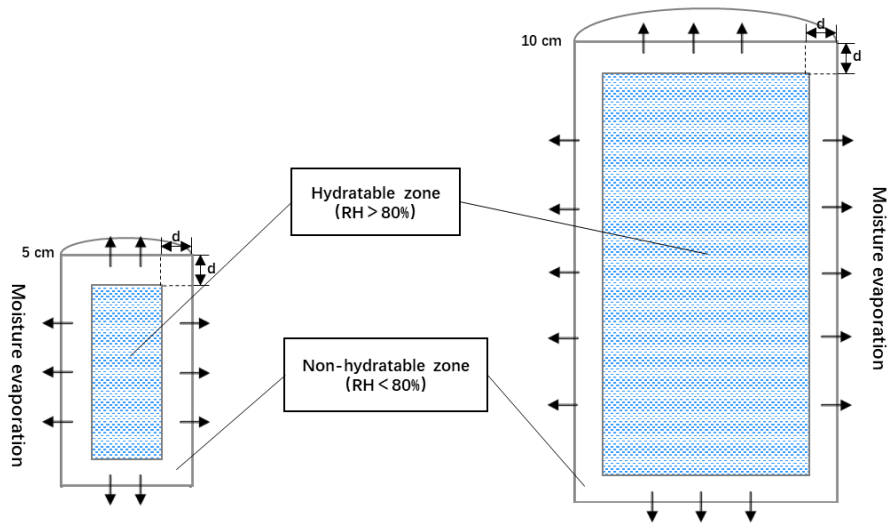 10 cm
d
d
Hydratable zone
(RH＞80%)
5 cm
d
d
Moisture evaporation
Moisture evaporation
Non-hydratable zone
(RH＜80%)